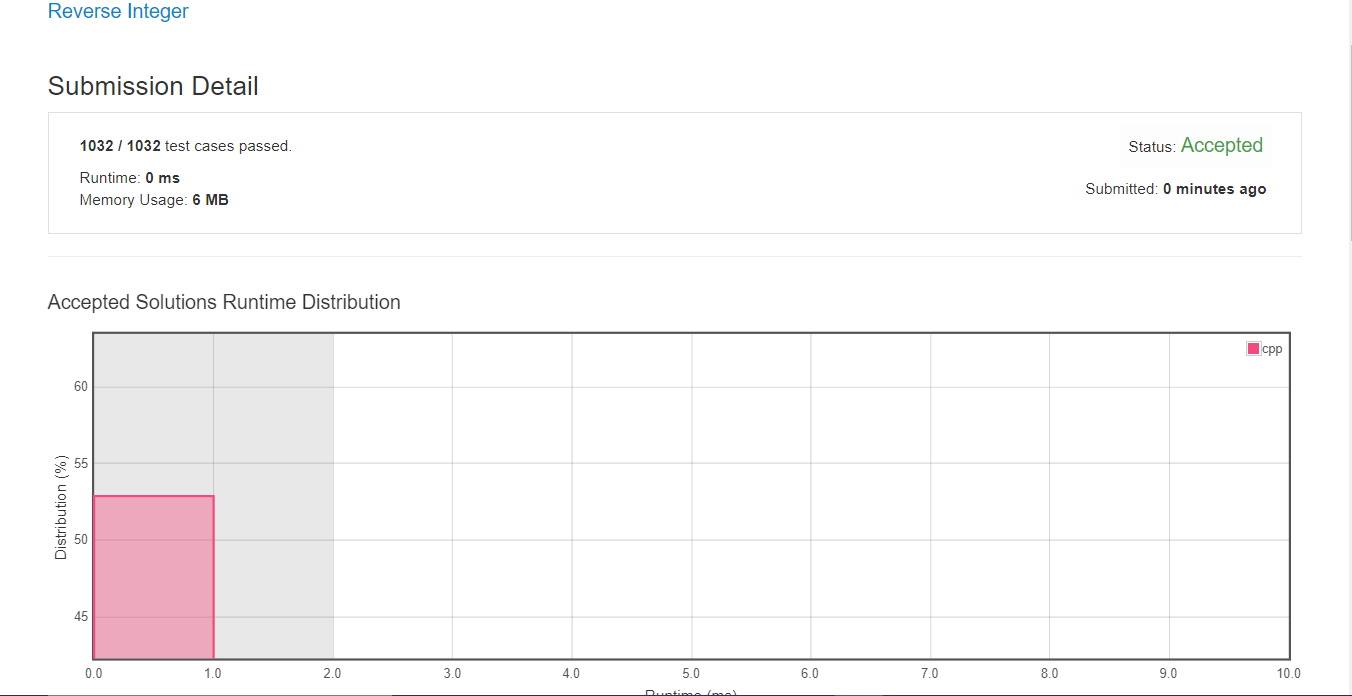 Reverse Integer
Submission Detail
1032 / 1032 test cases passed.
Status: Accepted
Runtime: 0 ms
Submitted: 0 minutes ago
Memory Usage: 6 MB
Accepted Solutions Runtime Distribution
cpp
Distribution (%)
60
55
50
45
0.0 1.0 2.0 3.0 4.0 5.0 6.0 7.0 8.0 9.0 10.0
Runtime (ms)